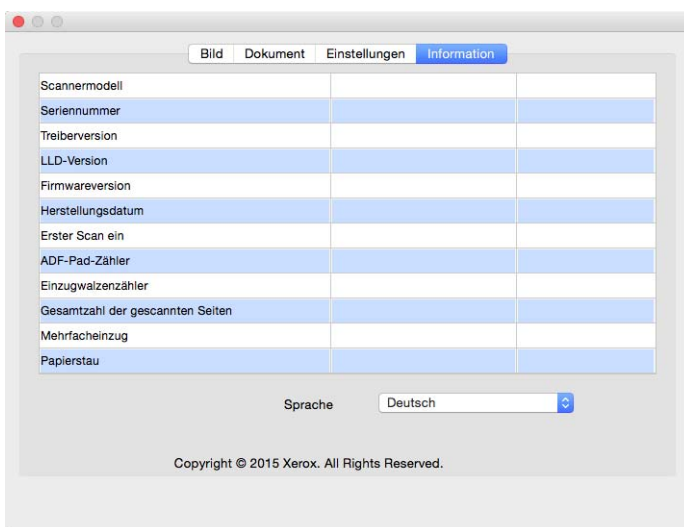 Bild Dokument Einstellungen Information
Scannermodell
Seriennummer
Treiberversion
LLD-Version
Firmwareversion
Herstellungsdatum
Erster Scan ein
ADF-Pad-Zähler
Einzugwalzenzähler
Gesamtzahl der gescannten Seiten
Mehrfacheinzug
Papierstau
Sprache Deutsch
Copyright © 2015 Xerox. All Rights Reserved.